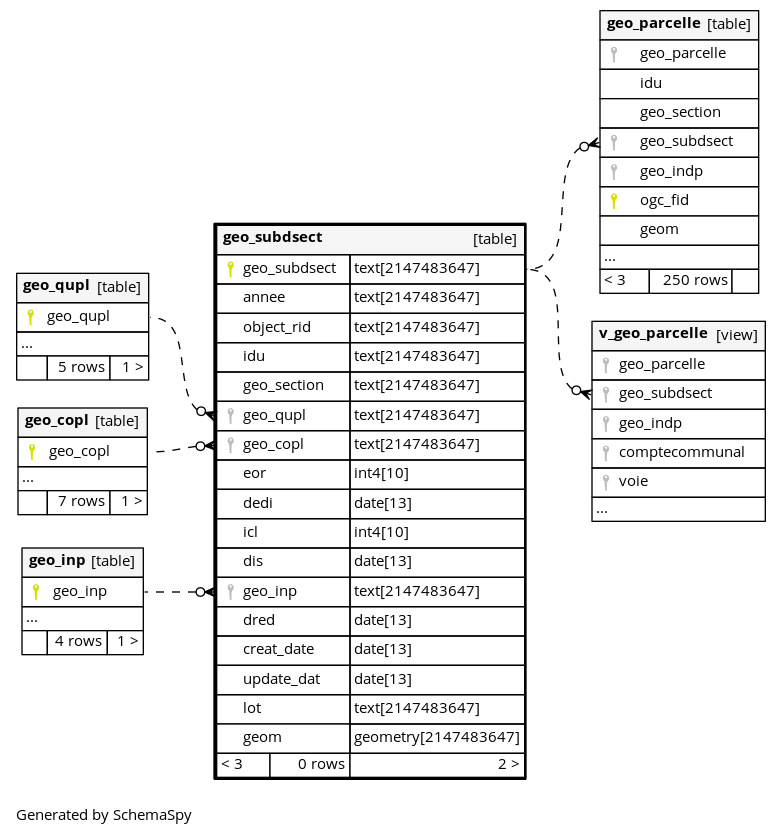 geo_parcelle [table]
geo_parcelle
idu
geo_section
geo_subdsect
geo_indp
ogc_fid
geom
...
< 3 250 rows
geo_subdsect [table]
geo_subdsect text[2147483647]
annee text[2147483647]
object_rid text[2147483647]
idu text[2147483647]
geo_section text[2147483647]
geo_qupl text[2147483647]
geo_copl text[2147483647]
eor int4[10]
dedi date[13]
icl int4[10]
dis date[13]
geo_inp text[2147483647]
dred date[13]
creat_date date[13]
update_dat date[13]
lot text[2147483647]
geom geometry[2147483647]
< 3 0 rows 2 >
geo_qupl [table]
geo_qupl
...
5 rows 1 >
geo_copl [table]
geo_copl
...
7 rows 1 >
geo_inp [table]
geo_inp
...
4 rows 1 >
v_geo_parcelle [view]
geo_parcelle
geo_subdsect
geo_indp
comptecommunal
voie
...
Generated by SchemaSpy